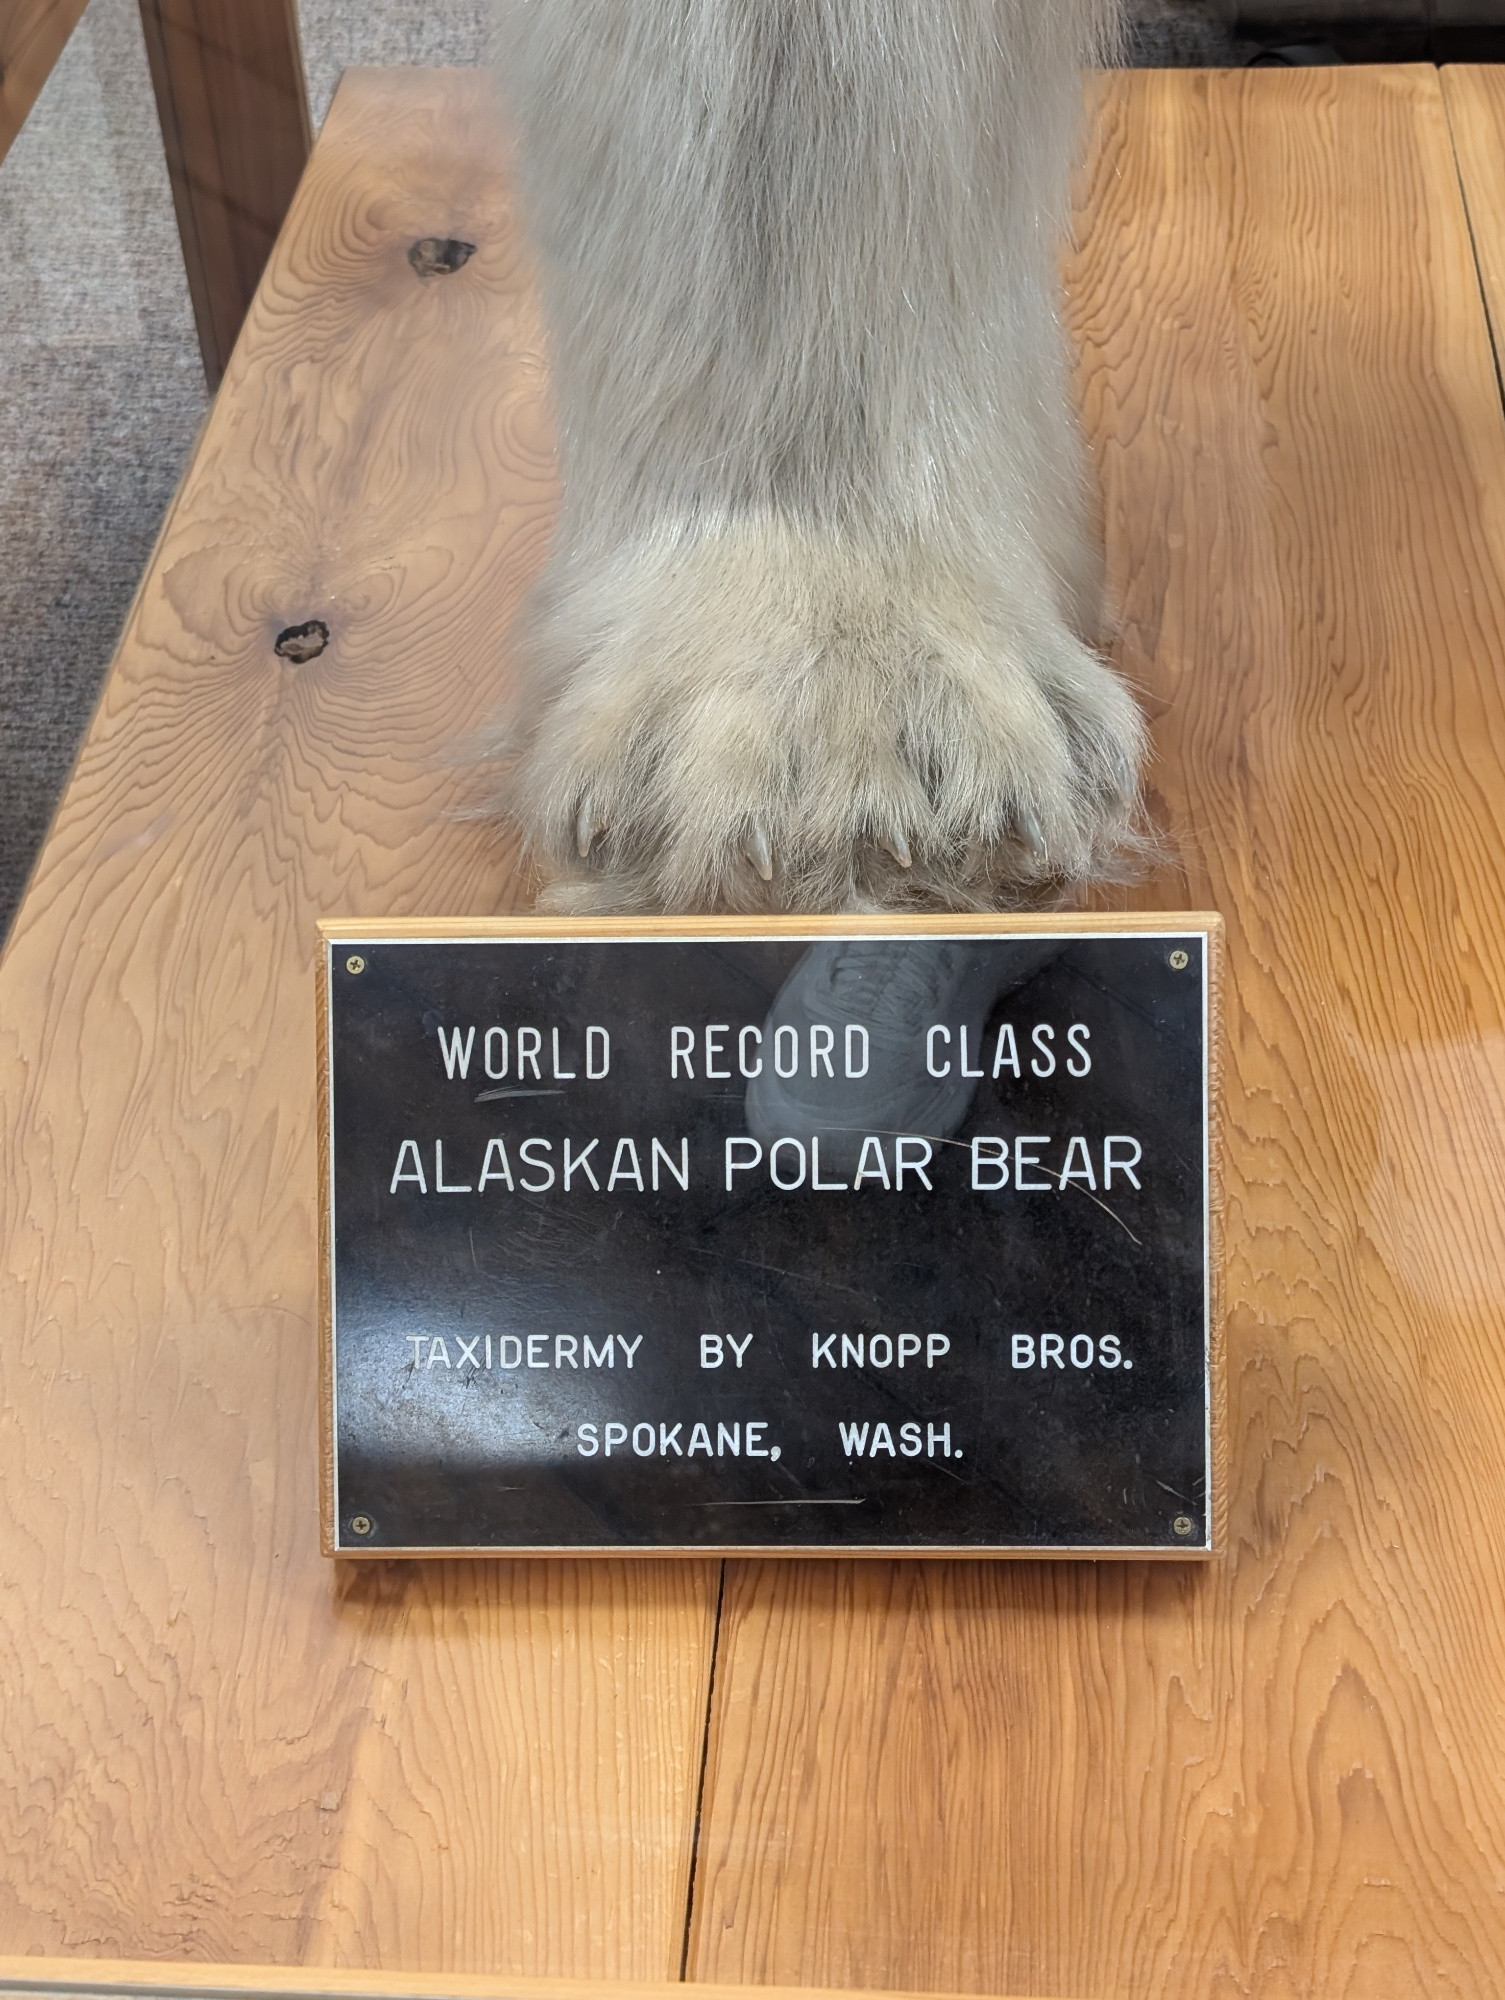 WORLD RECORD CLASS
ALASKAN POLAR BEAR
TAXIDERMY BY KNOPP BROS.
SPOKANE, WASH.